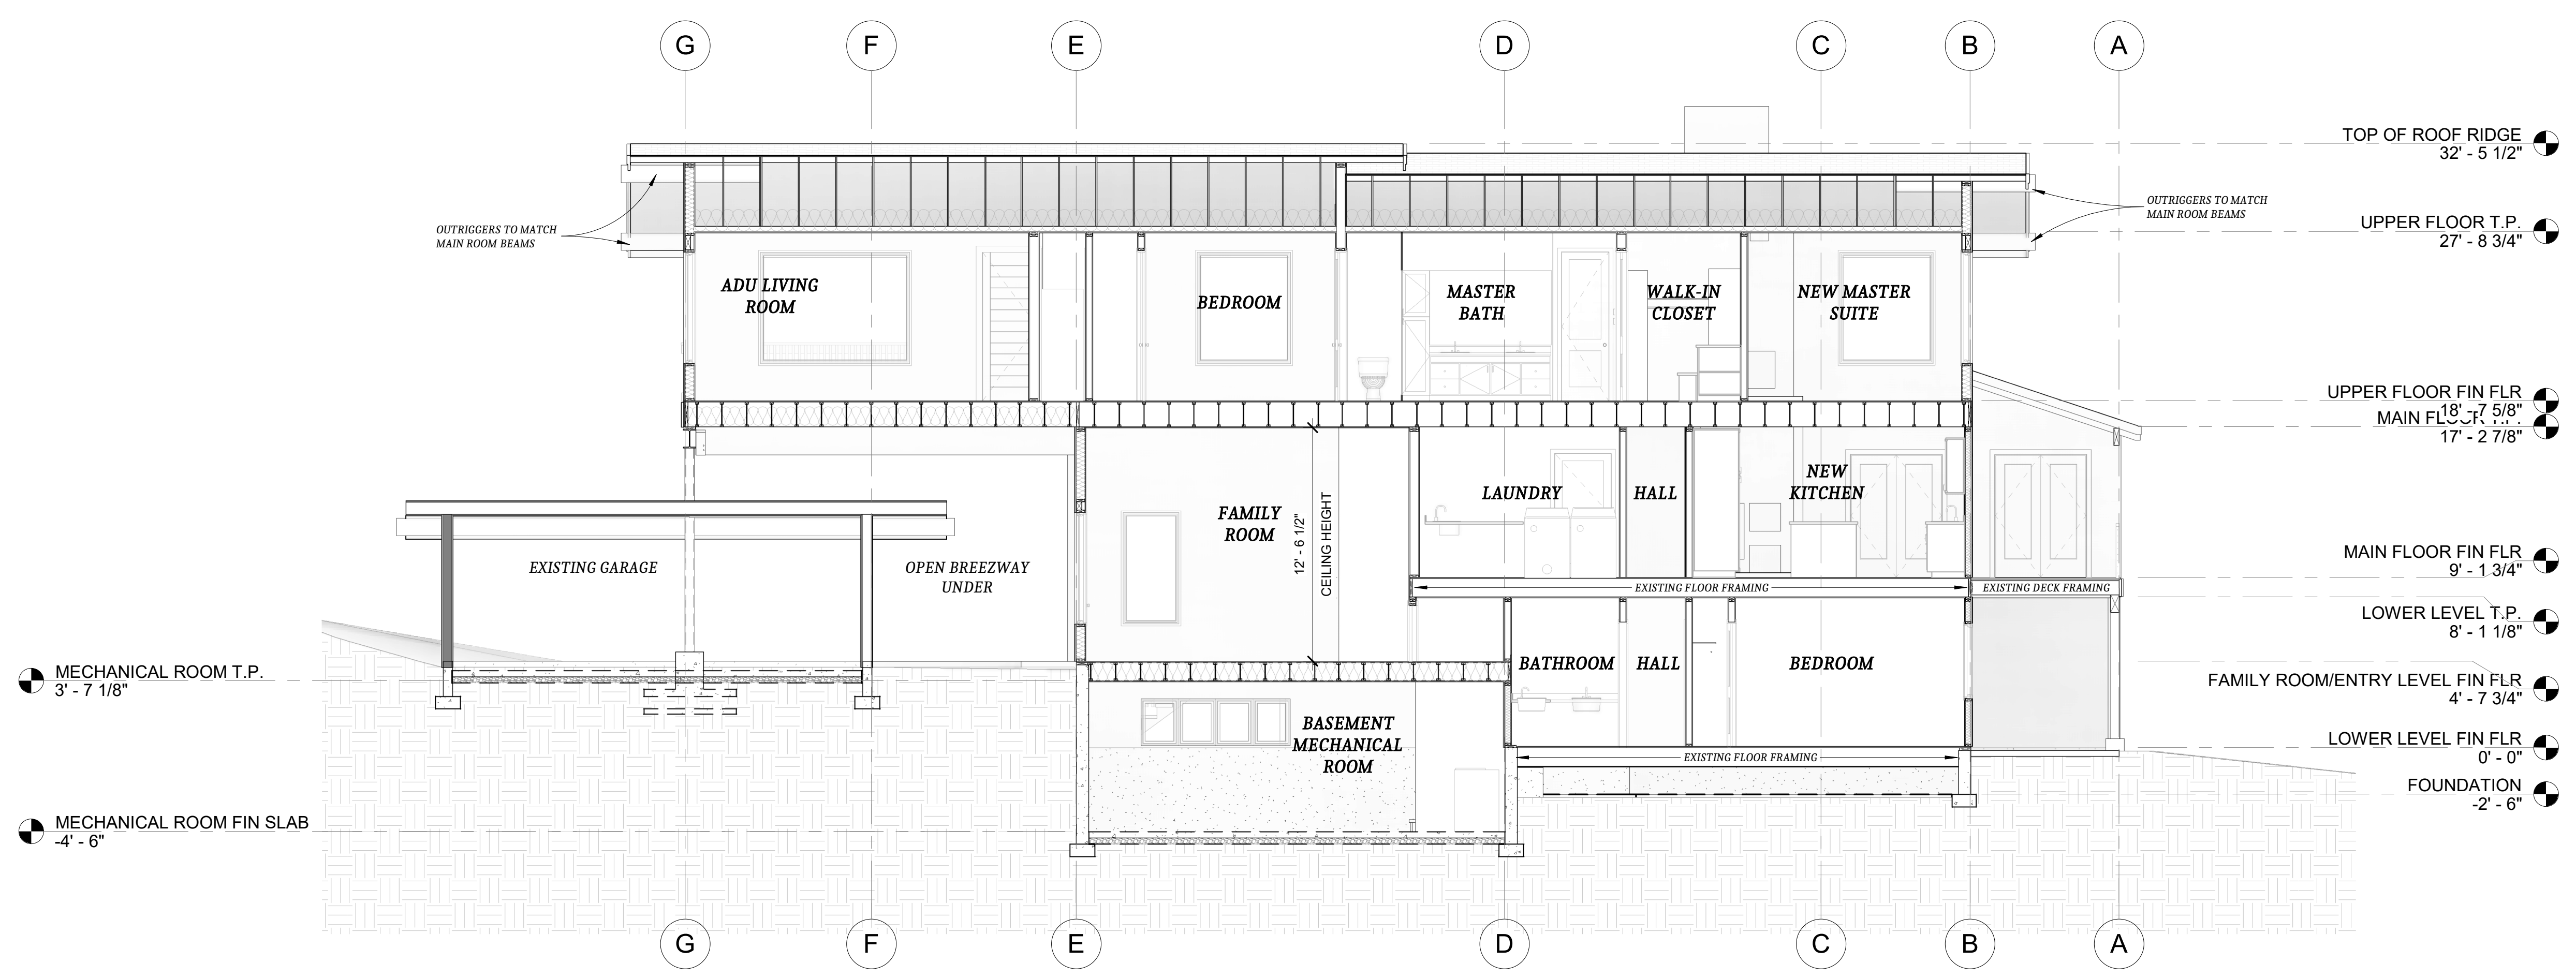 G
F
E
D
C
B
A
TOP OF ROOF RIDGE
32' - 5 1/2"
OUTRIGGERS TO MATCH
MAIN ROOM BEAMS
OUTRIGGERS TO MATCH
MAIN ROOM BEAMS
UPPER FLOOR T.P.
27' - 8 3/4"
ADU LIVING
ROOM
BEDROOM
MASTER
BATH
WALK-IN
CLOSET
NEW MASTER
SUITE
UPPER FLOOR FIN FLR
18' - 7 5/8"
MAIN FLOOR T.P.
17' - 2 7/8"
EXISTING GARAGE
OPEN BREEZWAY
UNDER
FAMILY
ROOM
12' - 6 1/2"
CEILING HEIGHT
LAUNDRY
HALL
NEW
KITCHEN
MAIN FLOOR FIN FLR
9' - 1 3/4"
EXISTING FLOOR FRAMING
EXISTING DECK FRAMING
LOWER LEVEL T.P.
8' - 1 1/8"
MECHANICAL ROOM T.P.
3' - 7 1/8"
BATHROOM
HALL
BEDROOM
FAMILY ROOM/ENTRY LEVEL FIN FLR
4' - 7 3/4"
BASEMENT
MECHANICAL
ROOM
LOWER LEVEL FIN FLR
0' - 0"
EXISTING FLOOR FRAMING
FOUNDATION
-2' - 6"
MECHANICAL ROOM FIN SLAB
-4' - 6"
G
F
E
D
C
B
A